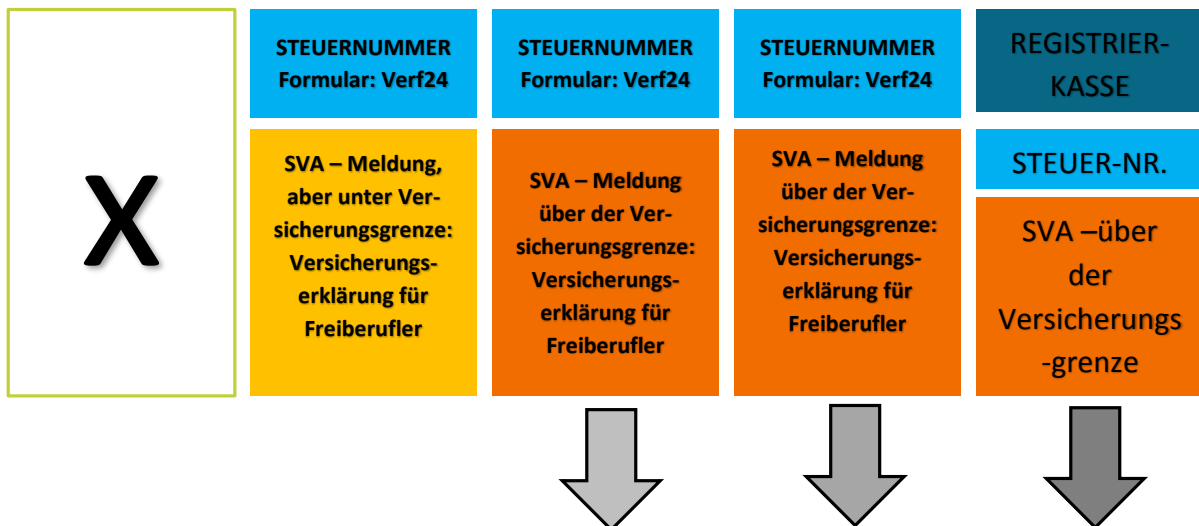 X
STEUERNUMMER
Formular: Verf24
SVA – Meldung,
aber unter Ver-
sicherungsgrenze:
Versicherungs-
erklärung für
Freiberufler
STEUERNUMMER
Formular: Verf24
SVA – Meldung
über der Ver-
sicherungsgrenze:
Versicherungs-
erklärung für
Freiberufler
STEUERNUMMER
Formular: Verf24
SVA – Meldung
über der Ver-
sicherungsgrenze:
Versicherungs-
erklärung für
Freiberufler
REGISTRIER-
KASSE
STEUER-NR.
SVA –über
der
Versicherungs
-grenze